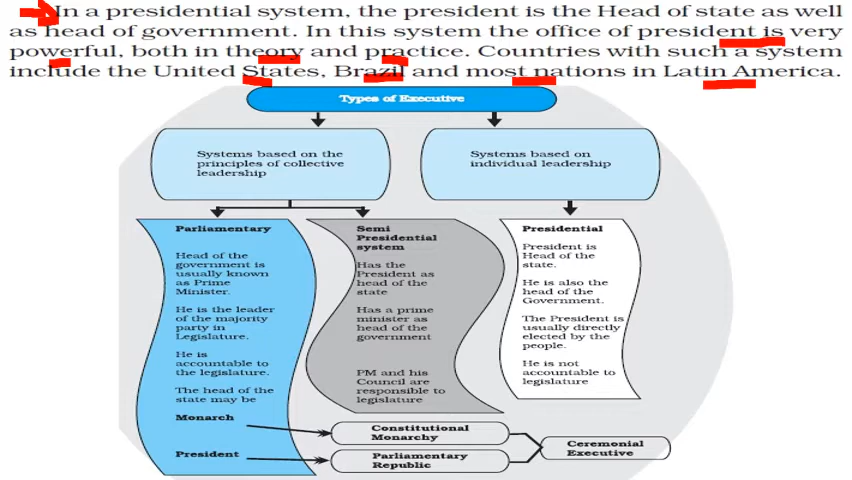 In a presidential system, the president is the Head of state as well
as head of government. In this system the office of president is very
powerful, both in theory and practice. Countries with such a system
include the United States, Brazil and most nations in Latin America.
Types of Executive
Systems based on the
principles of collective
leadership
Systems based on
individual leadership
Parliamentary
Head of the
government is
usually known
as Prime
Minister.
He is the leader
of the majority
party in
Legislature.
He is
accountable to
the legislature.
The head of the
state may be
Monarch
President
Semi
Presidential
system
Has the
President as
head of the
state
Has a prime
minister as
head of the
government
PM and his
Council are
responsible to
legislature
Presidential
President is
Head of the
state.
He is also the
head of the
Government.
The President is
usually directly
elected by the
people.
He is not
accountable to
legislature
Constitutional
Monarchy
Parliamentary
Republic
Ceremonial
Executive